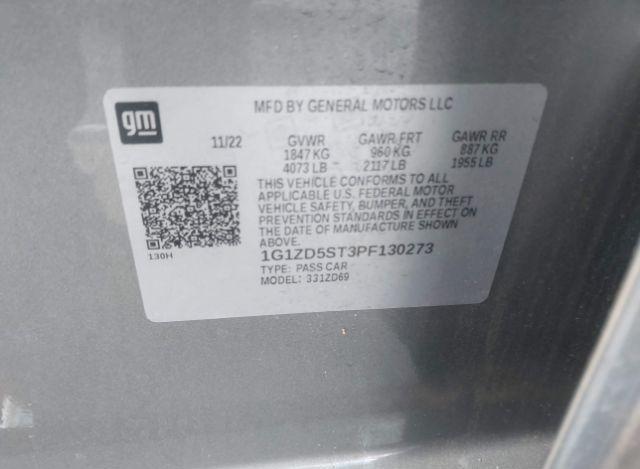 gm
MFD BY GENERAL MOTORS LLC
11/22 GVWR GAWR FRT GAWR RR
1847 KG 960 KG 887 KG
4073 LB 2117 LB 1955 LB
THIS VEHICLE CONFORMS TO ALL
APPLICABLE U.S. FEDERAL MOTOR
VEHICLE SAFETY, BUMPER, AND THEFT
PREVENTION STANDARDS IN EFFECT ON
THE DATE OF MANUFACTURE SHOWN
ABOVE.
130H
1G1ZD5ST3PF130273
TYPE: PASS CAR
MODEL: 331ZD69